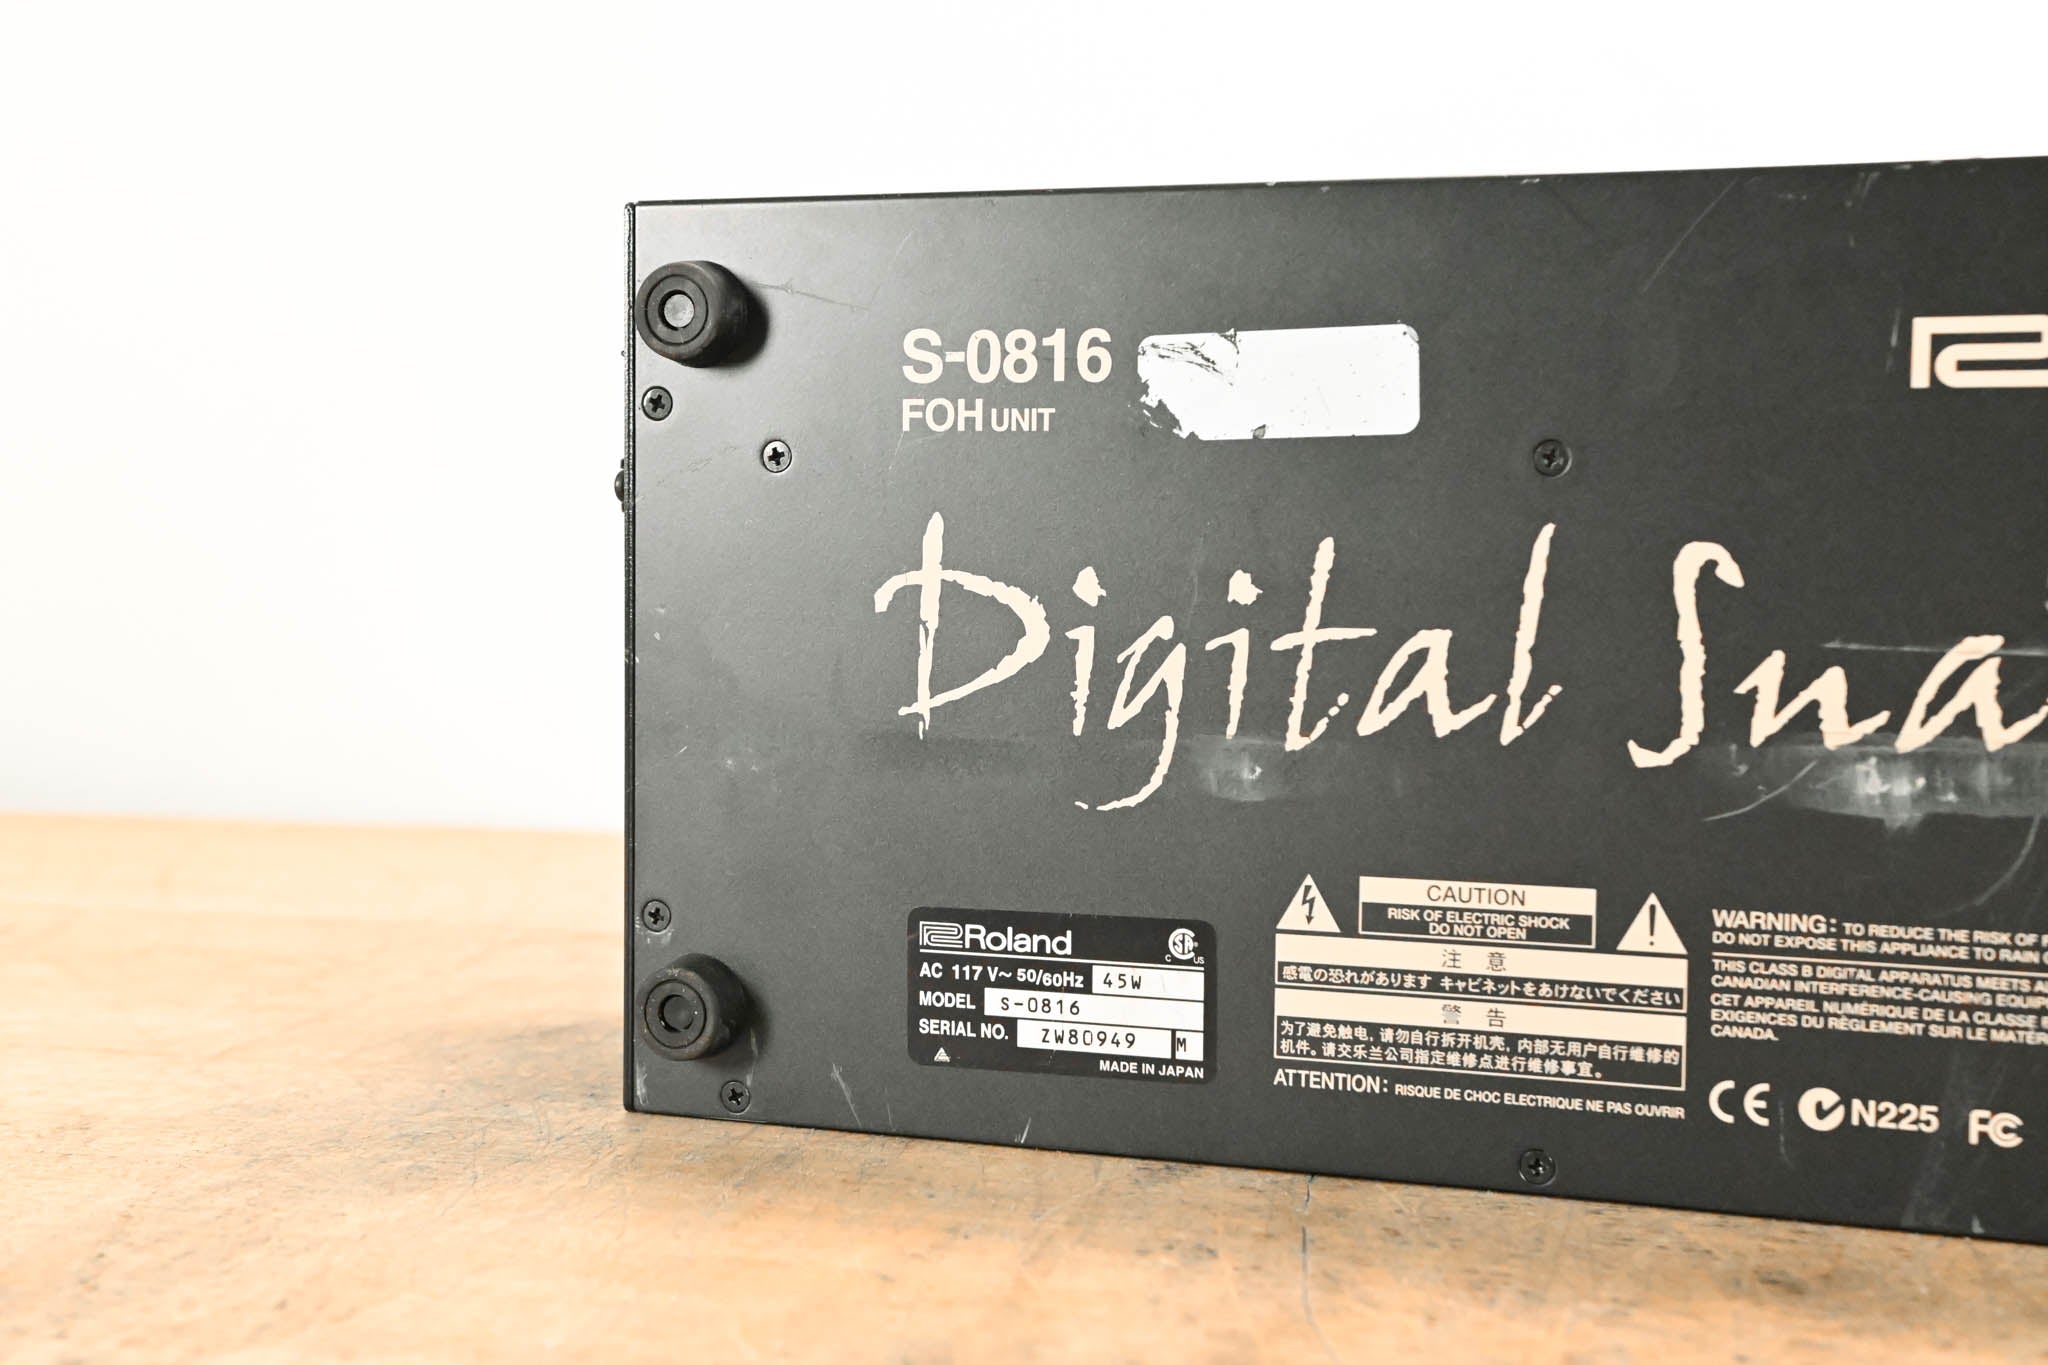 S-0816
FOH UNIT
Digital Sna
Roland
AC 117 V~ 50/60Hz 45W
MODEL S-0816
SERIAL NO. ZW80949 M
MADE IN JAPAN
C US
CAUTION
RISK OF ELECTRIC SHOCK
DO NOT OPEN
注 意
感電の恐れがあります キャビネットをあけないでください
警 告
为了避免触电, 请勿自行拆开机壳, 内部无用户自行维修的
机件。请交乐兰公司指定维修点进行维修事宜。
ATTENTION: RISQUE DE CHOC ELECTRIQUE NE PAS OUVRIR
WARNING: TO REDUCE THE RISK OF
DO NOT EXPOSE THIS APPLIANCE TO RAIN
THIS CLASS B DIGITAL APPARATUS MEETS
CANADIAN INTERFERENCE-CAUSING
CET APPAREIL NUMÉRIQUE DE LA CLASSE
EXIGENCES DU RÈGLEMENT SUR LE
CANADA.
CE N225 FC